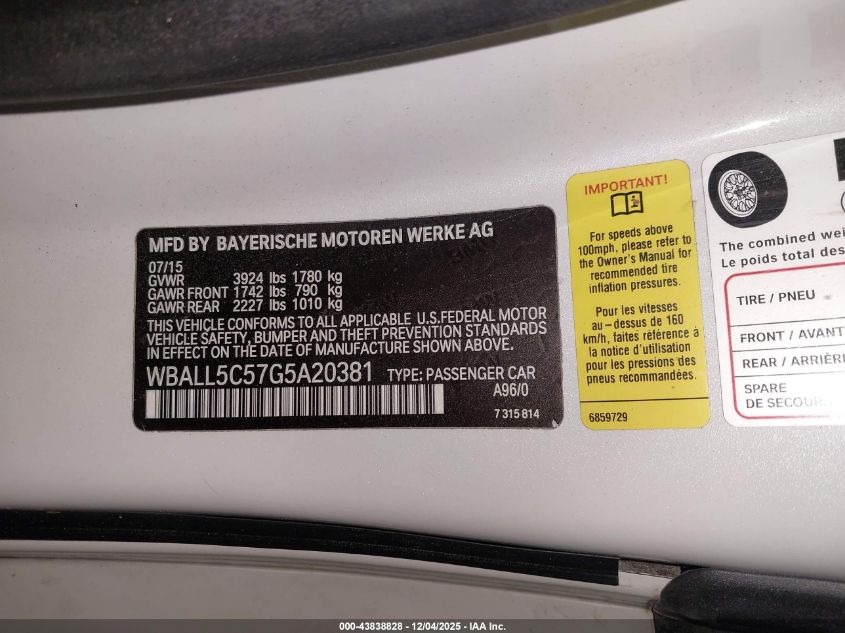 MFD BY BAYERISCHE MOTOREN WERKE AG
07/15
GVWR 3924 lbs 1780 kg
GAWR FRONT 1742 lbs 790 kg
GAWR REAR 2227 lbs 1010 kg
THIS VEHICLE CONFORMS TO ALL APPLICABLE U.S.FEDERAL MOTOR
VEHICLE SAFETY, BUMPER AND THEFT PREVENTION STANDARDS
IN EFFECT ON THE DATE OF MANUFACTURE SHOWN ABOVE.
WBALL5C57G5A20381 TYPE: PASSENGER CAR
A96/0
7 315 814
IMPORTANT!
For speeds above
100mph, please refer to
the Owner's Manual for
recommended tire
inflation pressures.
Pour les vitesses
au-dessus de 160
km/h, faites référence à
la notice d'utilisation
pour les pressions de
pneus recommandées.
6859729
The combined wei
Le poids total des
TIRE / PNEU
FRONT / AVANT
REAR / ARRIÈRE
SPARE
DE SECOUR
000-43838828 - 12/04/2025 - IAA Inc.